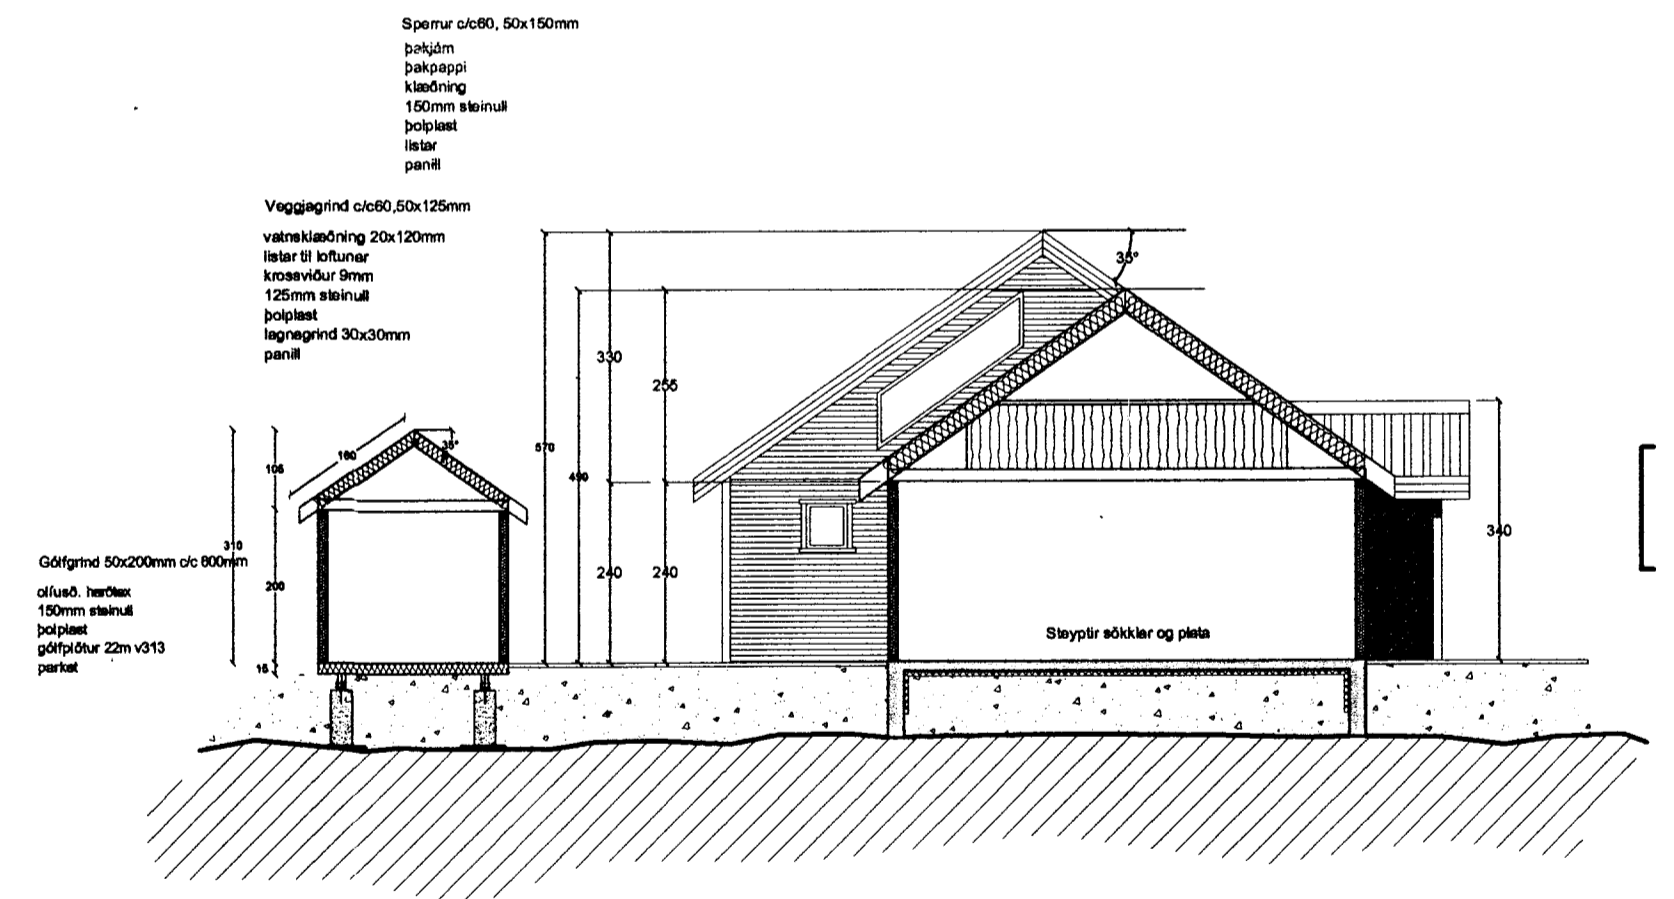 Sperrur c/c60, 50x150mm
þakjárn
þakpappi
klæðning
150mm steinull
þolplast
listar
panill
Veggjagrind c/c60,50x125mm
vatnsklæðning 20x120mm
listar til loftunar
krossviður 9mm
125mm steinull
þolplast
lagnagrind 30x30mm
panill
35°
330
255
160
35°
105
570
490
310
340
Gólfgrind 50x200mm c/c 600mm
200
240
240
olíusoð. harðtex
150mm steinull
þolplast
gólfplötur 22m v313
parket
15
Steyptir sökklar og plata